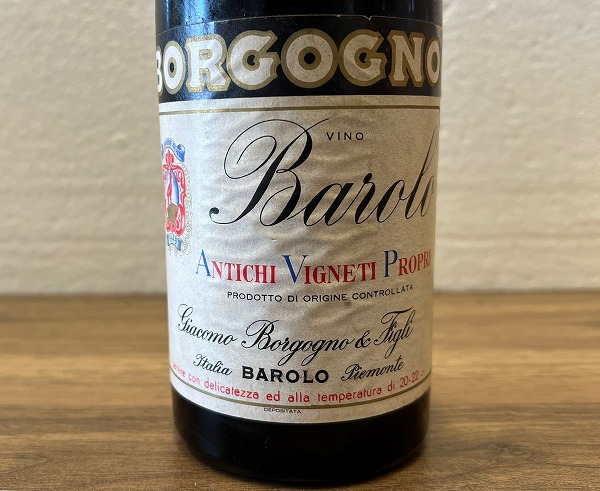 BORGOGNO
VINO
Barolo
ANTICHI VIGNETI PROPRI
PRODOTTO DI ORIGINE CONTROLLATA
Giacomo Borgogno & Figli
Italia BAROLO Piemonte
con delicatezza ed alla temperatura di 20-22
DEPOSITATA